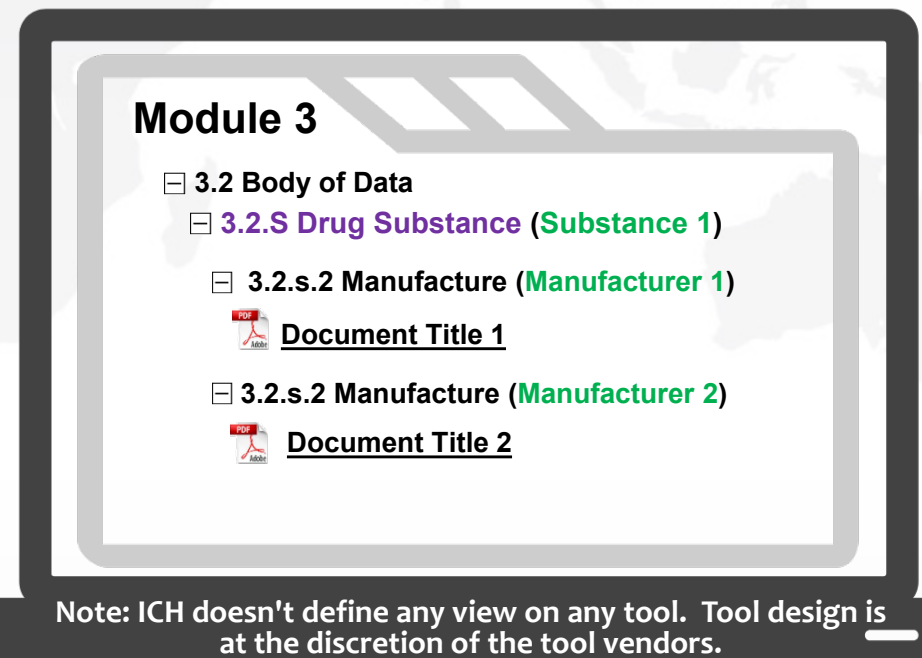 Module 3
3.2 Body of Data
3.2.S Drug Substance (Substance 1)
3.2.s.2 Manufacture (Manufacturer 1)
PDF
Adobe
Document Title 1
3.2.s.2 Manufacture (Manufacturer 2)
PDF
Adobe
Document Title 2
Note: ICH doesn't define any view on any tool. Tool design is
at the discretion of the tool vendors.